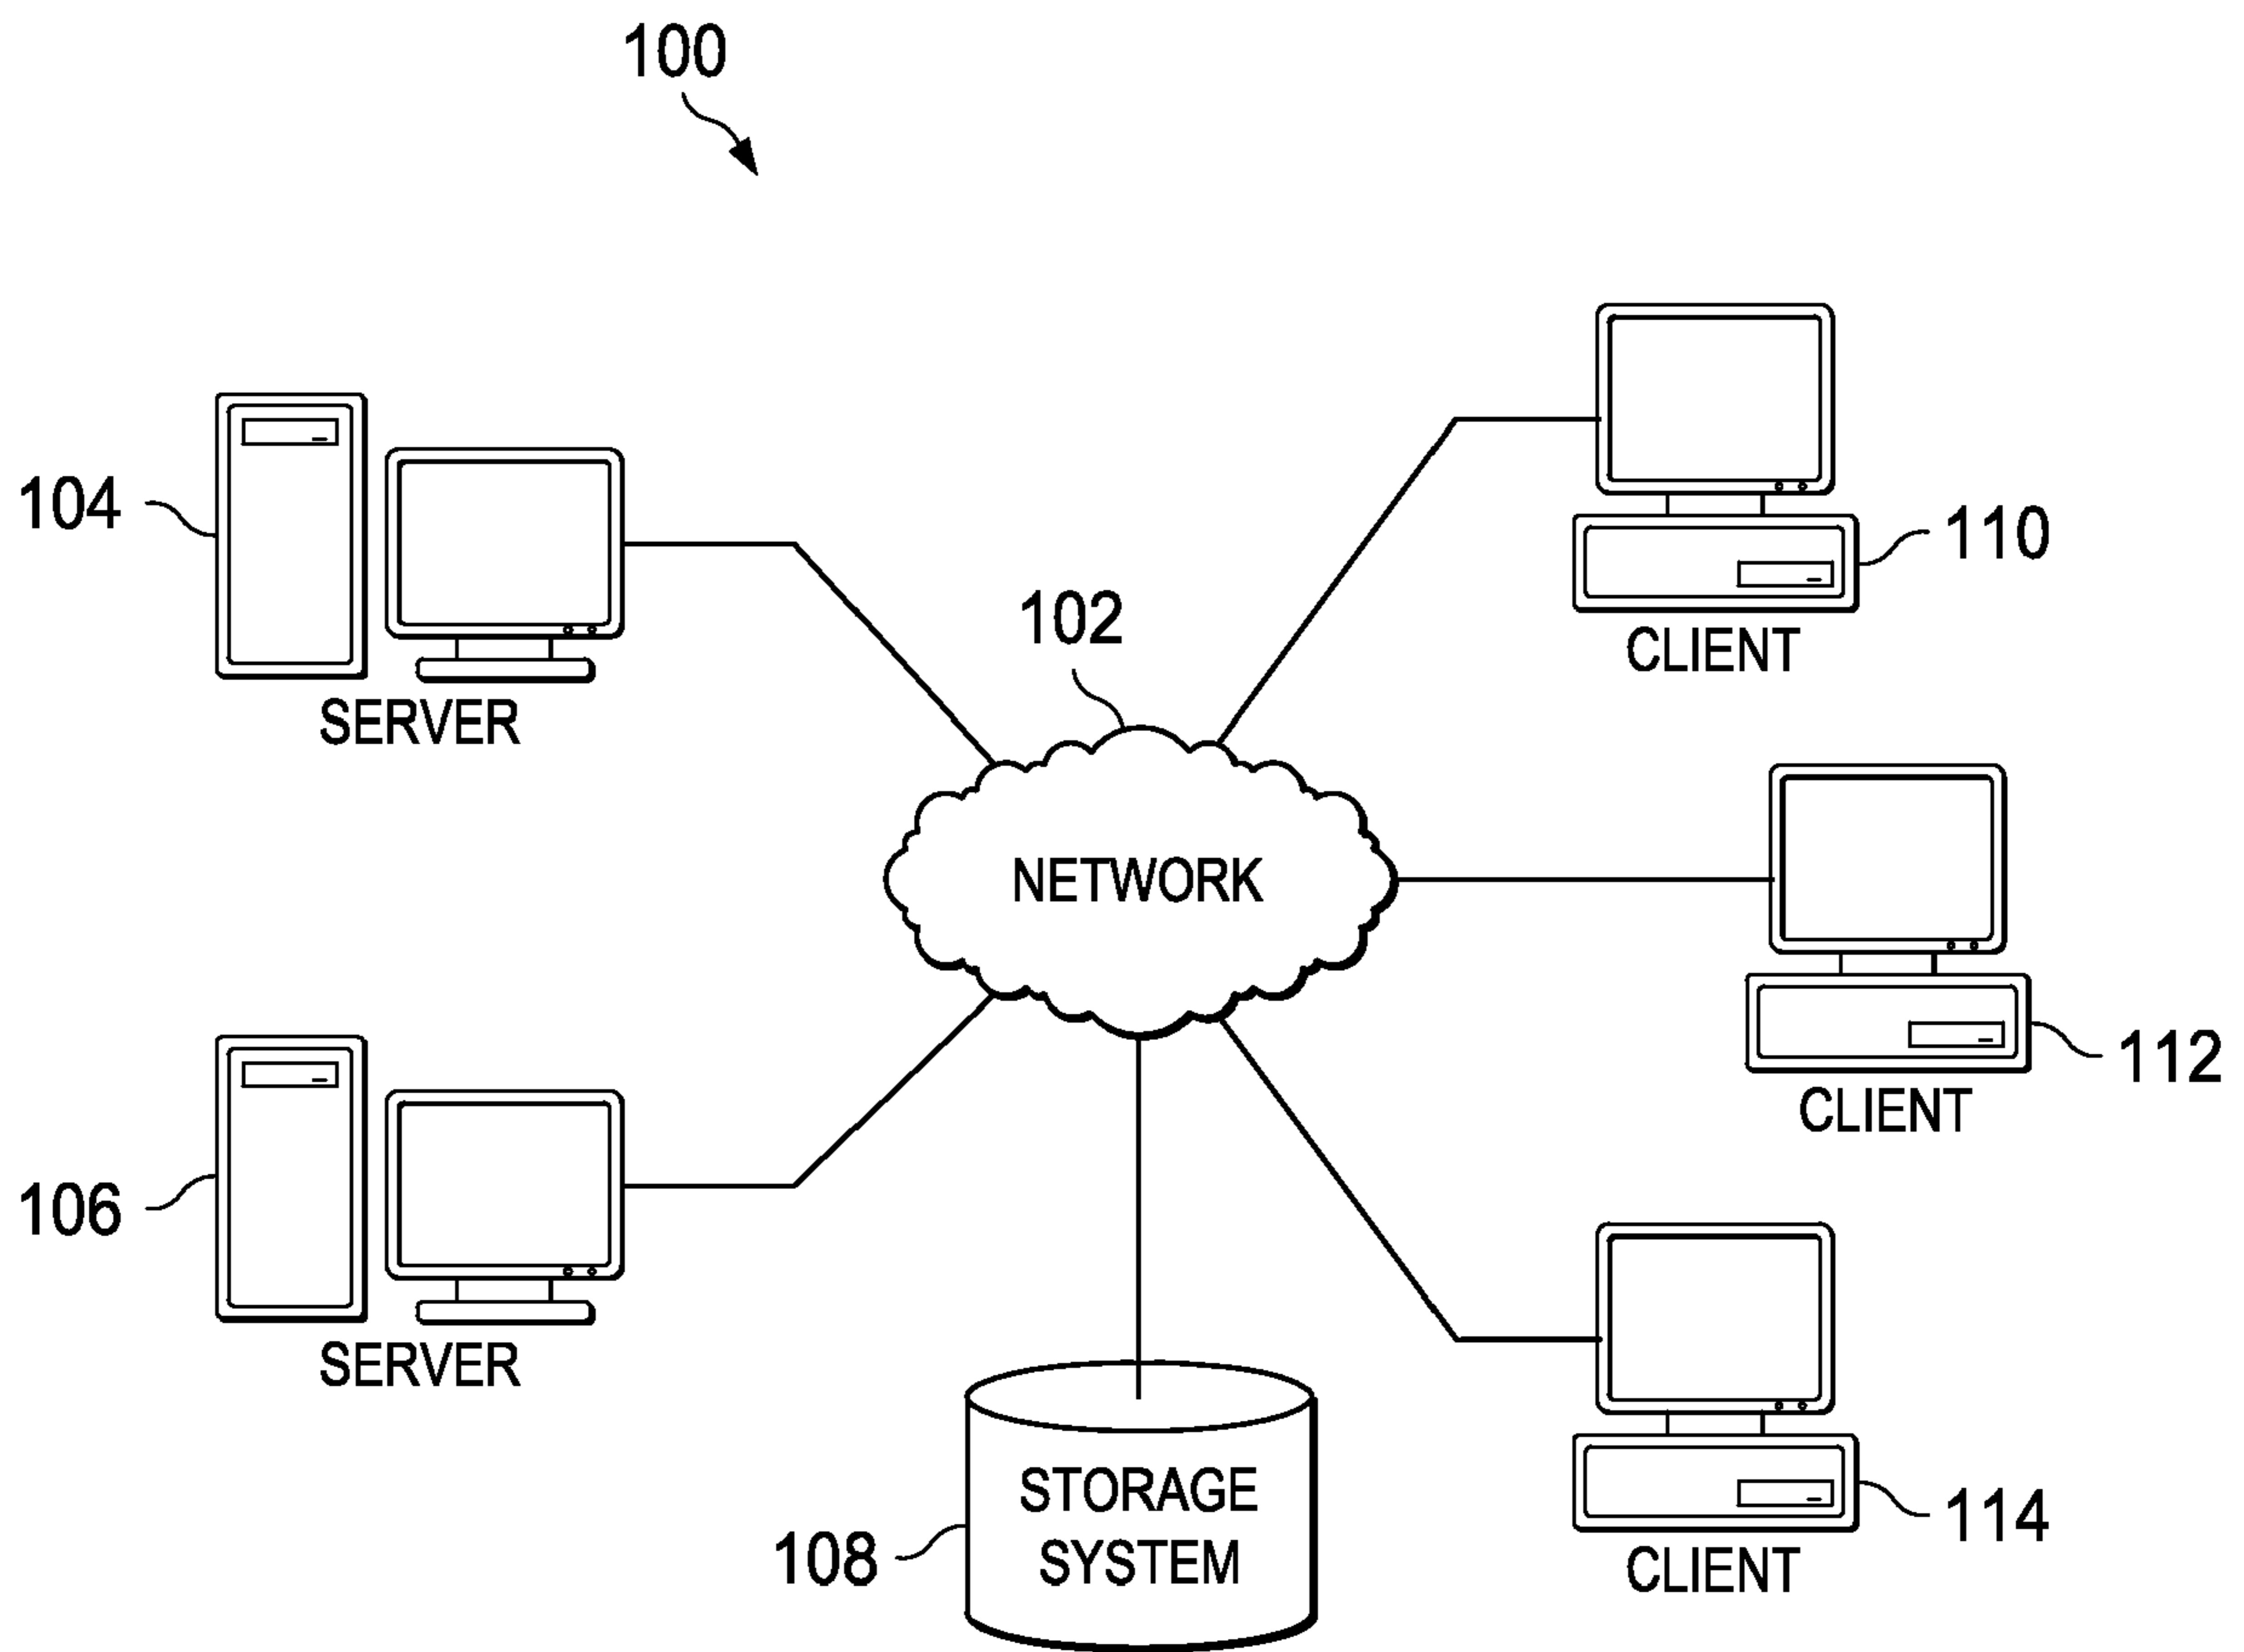 100
104
SERVER
110
CLIENT
102
NETWORK
112
CLIENT
106
SERVER
108
STORAGE
SYSTEM
114
CLIENT